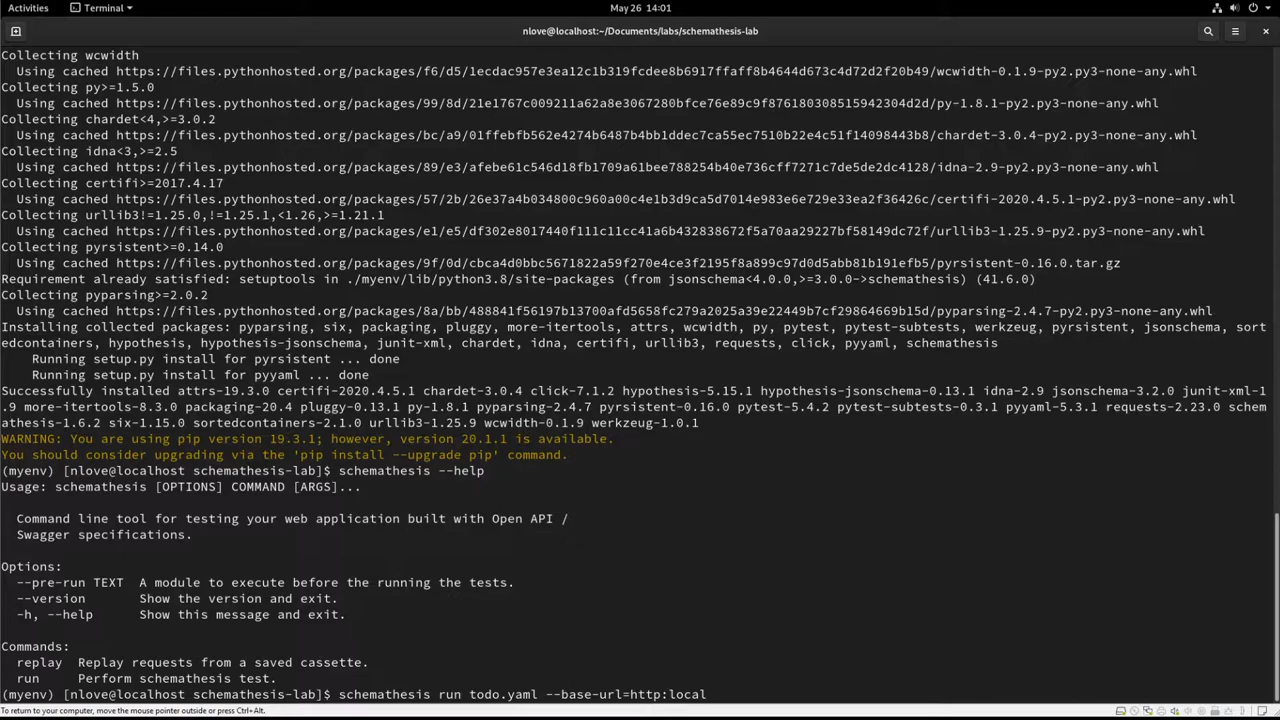 Activities
Terminal
May 26 14:01
nlove@localhost:~/Documents/labs/schemathesis-lab
Collecting wcwidth
  Using cached https://files.pythonhosted.org/packages/f6/d5/1ecdac957e3ea12c1b319fcdee8b6917ffaff8b4644d673c4d72d2f20b49/wcwidth-0.1.9-py2.py3-none-any.whl
Collecting py>=1.5.0
  Using cached https://files.pythonhosted.org/packages/99/8d/21e1767c009211a62a8e3067280bfce76e89c9f876180308515942304d2d/py-1.8.1-py2.py3-none-any.whl
Collecting chardet<4,>=3.0.2
  Using cached https://files.pythonhosted.org/packages/bc/a9/01ffebfb562e4274b6487b4bb1ddec7ca55ec7510b22e4c51f14098443b8/chardet-3.0.4-py2.py3-none-any.whl
Collecting idna<3,>=2.5
  Using cached https://files.pythonhosted.org/packages/89/e3/afebe61c546d18fb1709a61bee788254b40e736cff7271c7de5de2dc4128/idna-2.9-py2.py3-none-any.whl
Collecting certifi>=2017.4.17
  Using cached https://files.pythonhosted.org/packages/57/2b/26e37a4b034800c960a00c4e1b3d9ca5d7014e983e6e729e33ea2f36426c/certifi-2020.4.5.1-py2.py3-none-any.whl
Collecting urllib3!=1.25.0,!=1.25.1,<1.26,>=1.21.1
  Using cached https://files.pythonhosted.org/packages/e1/e5/df302e8017440f111c11cc41a6b432838672f5a70aa29227bf58149dc72f/urllib3-1.25.9-py2.py3-none-any.whl
Collecting pyrsistent>=0.14.0
  Using cached https://files.pythonhosted.org/packages/9f/0d/cbca4d0bbc5671822a59f270e4ce3f2195f8a899c97d0d5abb81b191efb5/pyrsistent-0.16.0.tar.gz
Requirement already satisfied: setuptools in ./myenv/lib/python3.8/site-packages (from jsonschema<4.0.0,>=3.0.0->schemathesis) (41.6.0)
Collecting pyparsing>=2.0.2
  Using cached https://files.pythonhosted.org/packages/8a/bb/488841f56197b13700afd5658fc279a2025a39e22449b7cf29864669b15d/pyparsing-2.4.7-py2.py3-none-any.whl
Installing collected packages: pyparsing, six, packaging, pluggy, more-itertools, attrs, wcwidth, py, pytest, pytest-subtests, werkzeug, pyrsistent, jsonschema, sort
edcontainers, hypothesis, hypothesis-jsonschema, junit-xml, chardet, idna, certifi, urllib3, requests, click, pyyaml, schemathesis
    Running setup.py install for pyrsistent ... done
    Running setup.py install for pyyaml ... done
Successfully installed attrs-19.3.0 certifi-2020.4.5.1 chardet-3.0.4 click-7.1.2 hypothesis-5.15.1 hypothesis-jsonschema-0.13.1 idna-2.9 jsonschema-3.2.0 junit-xml-1
.9 more-itertools-8.3.0 packaging-20.4 pluggy-0.13.1 py-1.8.1 pyparsing-2.4.7 pyrsistent-0.16.0 pytest-5.4.2 pytest-subtests-0.3.1 pyyaml-5.3.1 requests-2.23.0 schem
athesis-1.6.2 six-1.15.0 sortedcontainers-2.1.0 urllib3-1.25.9 wcwidth-0.1.9 werkzeug-1.0.1
WARNING: You are using pip version 19.3.1; however, version 20.1.1 is available.
You should consider upgrading via the 'pip install --upgrade pip' command.
(myenv) [nlove@localhost schemathesis-lab]$ schemathesis --help
Usage: schemathesis [OPTIONS] COMMAND [ARGS]...
  Command line tool for testing your web application built with Open API /
  Swagger specifications.
Options:
  --pre-run TEXT  A module to execute before the running the tests.
  --version       Show the version and exit.
  -h, --help      Show this message and exit.
Commands:
  replay  Replay requests from a saved cassette.
  run     Perform schemathesis test.
(myenv) [nlove@localhost schemathesis-lab]$ schemathesis run todo.yaml --base-url=http:local
To return to your computer, move the mouse pointer outside or press Ctrl+Alt.